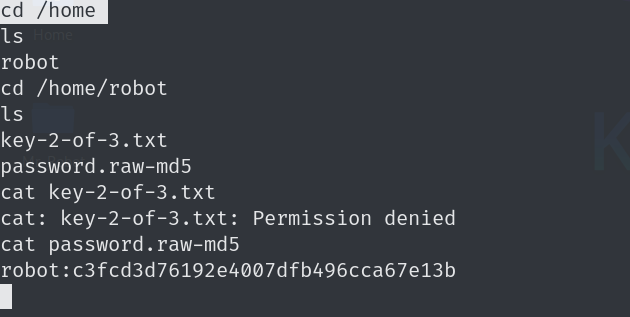 cd /home
ls
Home
robot
cd /home/robot
ls
key-2-of-3.txt
password.raw-md5
cat key-2-of-3.txt
cat: key-2-of-3.txt: Permission denied
cat password.raw-md5
robot:c3fcd3d76192e4007dfb496cca67e13b
K